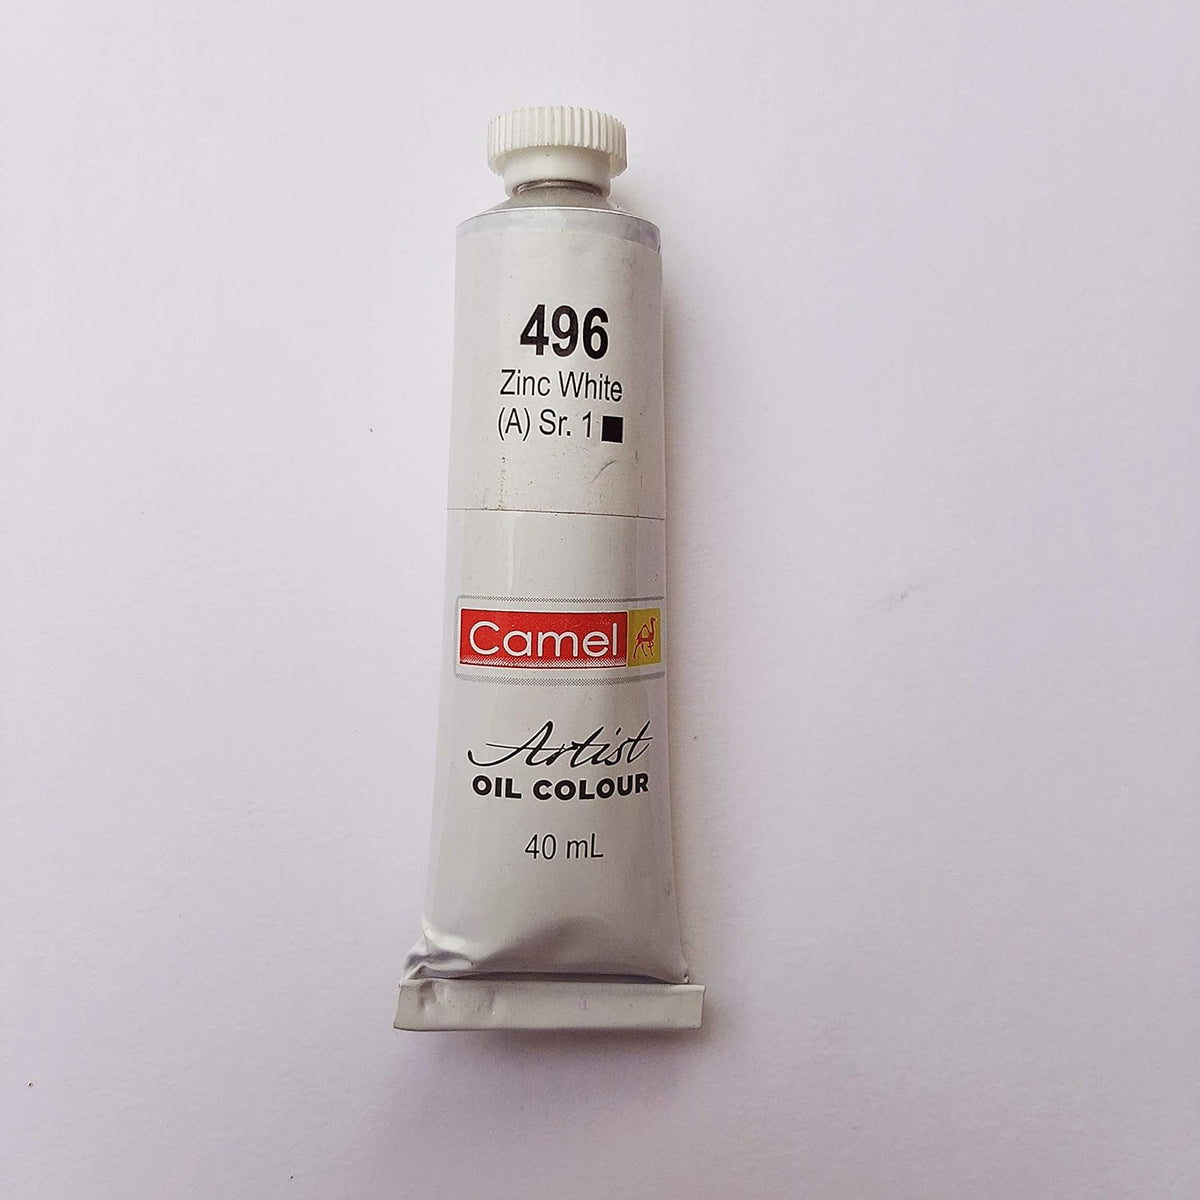 496
Zinc White
(A) Sr. 1
Camel
Artist
OIL COLOUR
40 mL